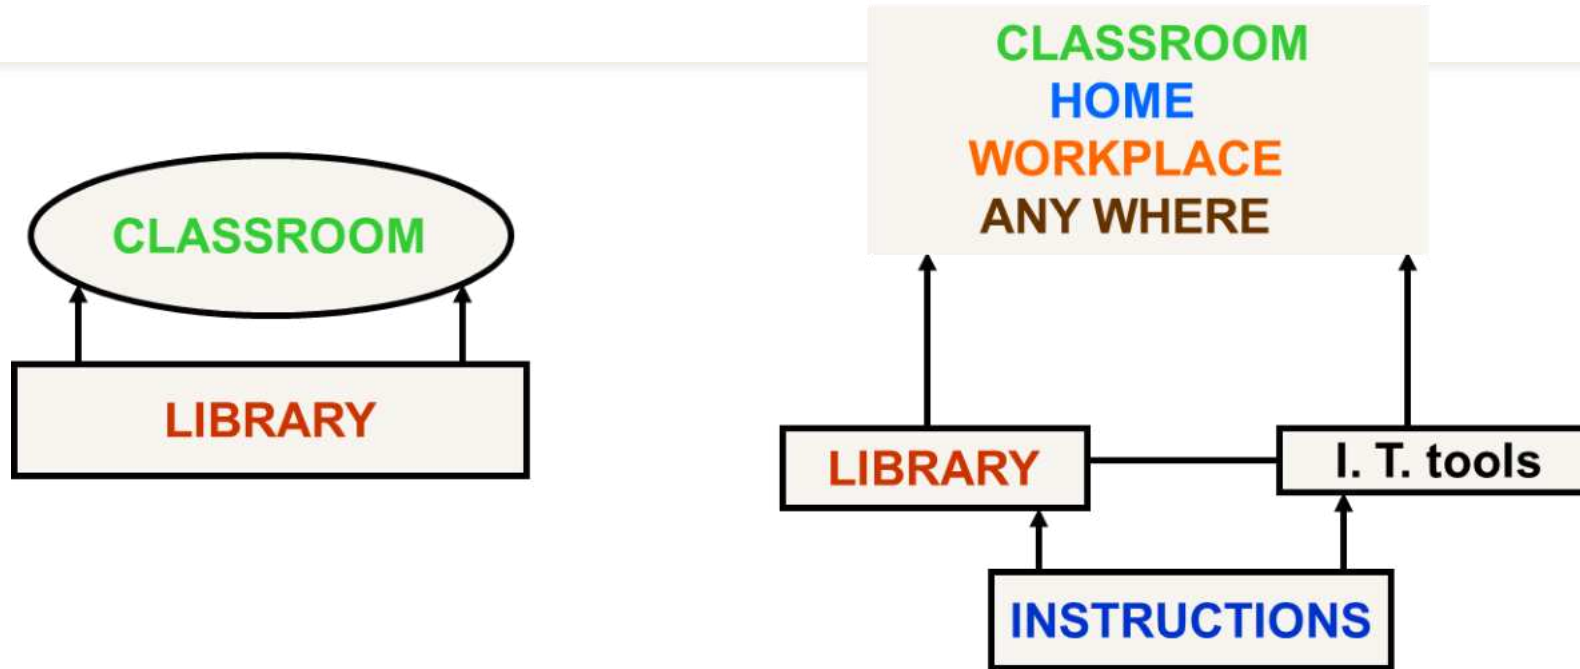 CLASSROOM
LIBRARY
CLASSROOM
HOME
WORKPLACE
ANY WHERE
LIBRARY
I. T. tools
INSTRUCTIONS